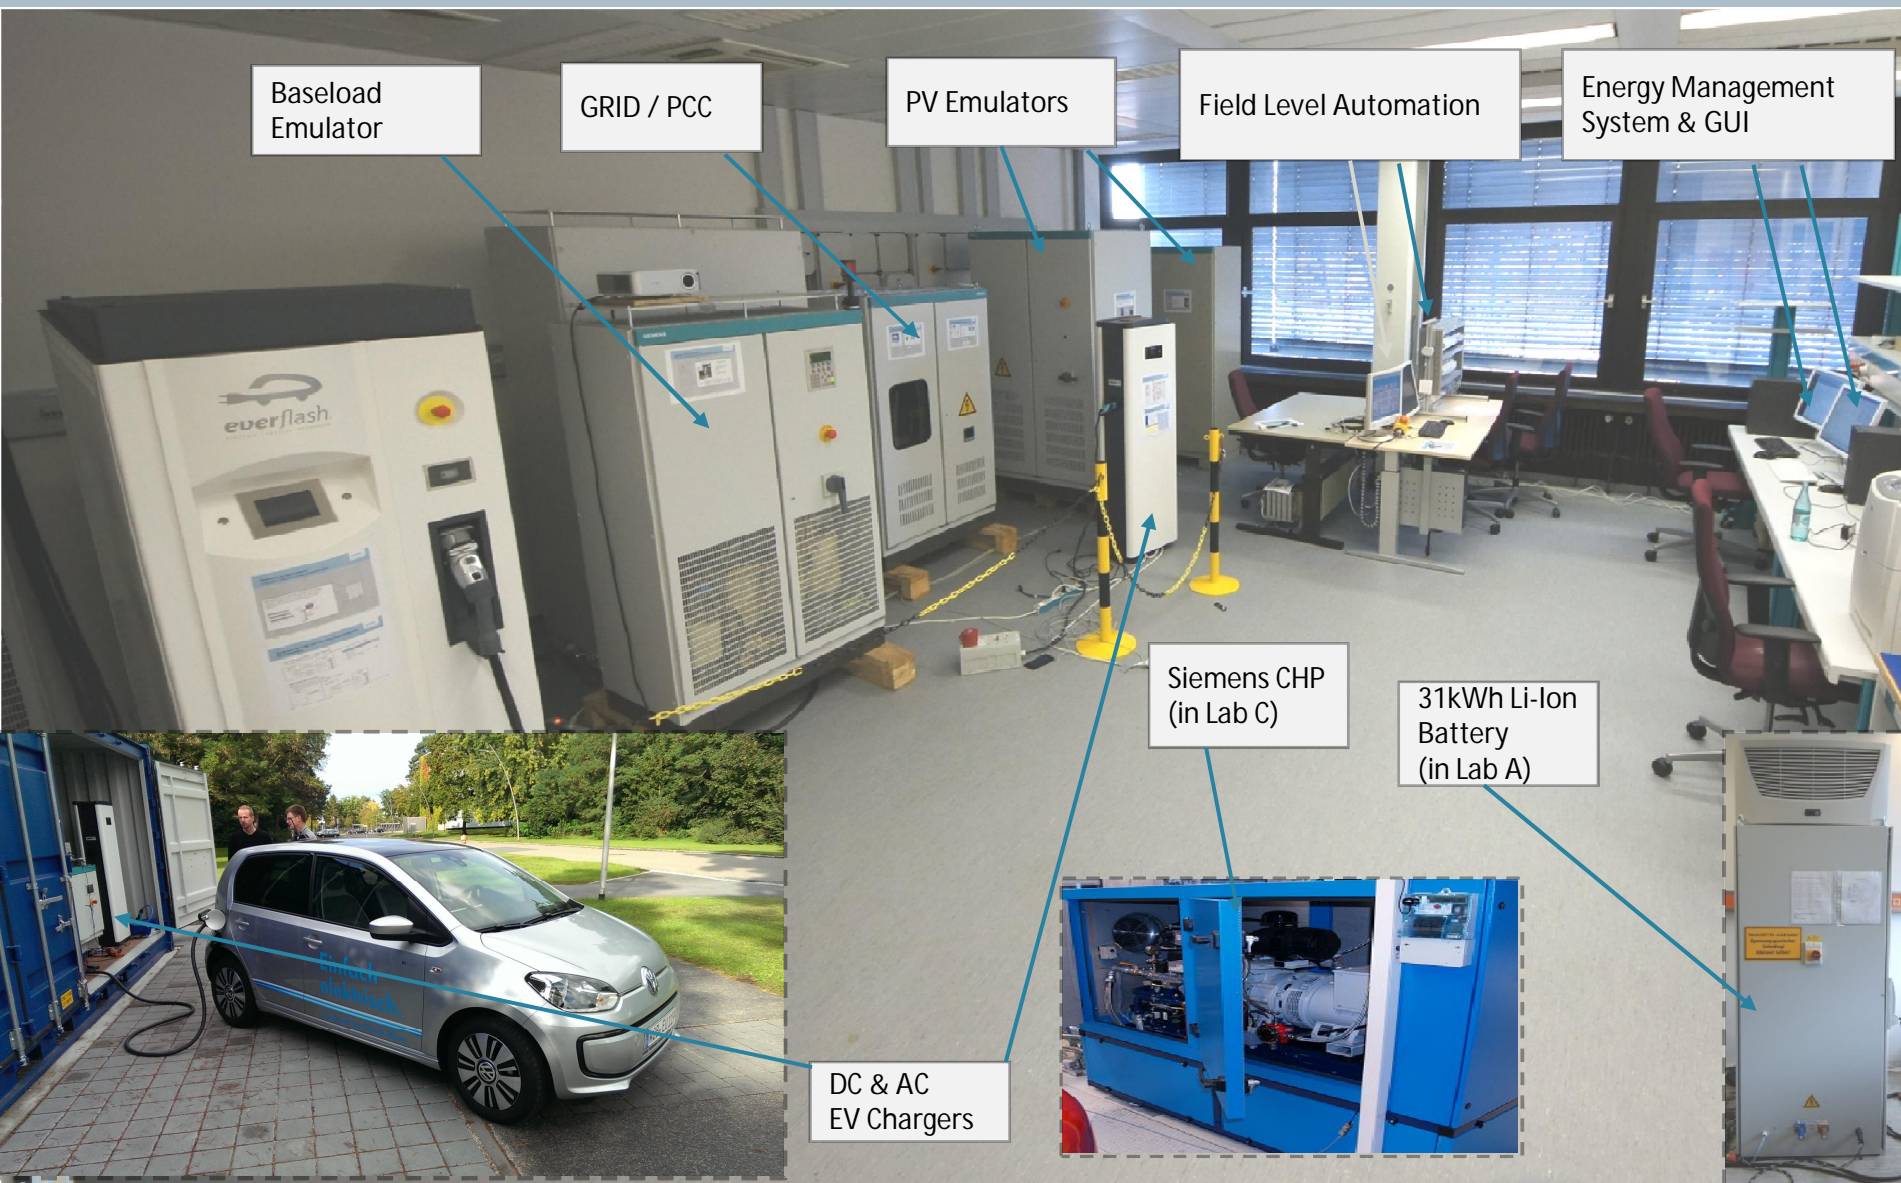 Baseload
Emulator
GRID / PCC
PV Emulators
Field Level Automation
Energy Management
System & GUI
SIEMENS
everflash
Siemens CHP
(in Lab C)
31kWh Li-Ion
Battery
(in Lab A)
Einfach
elektrisch.
DC & AC
EV Chargers